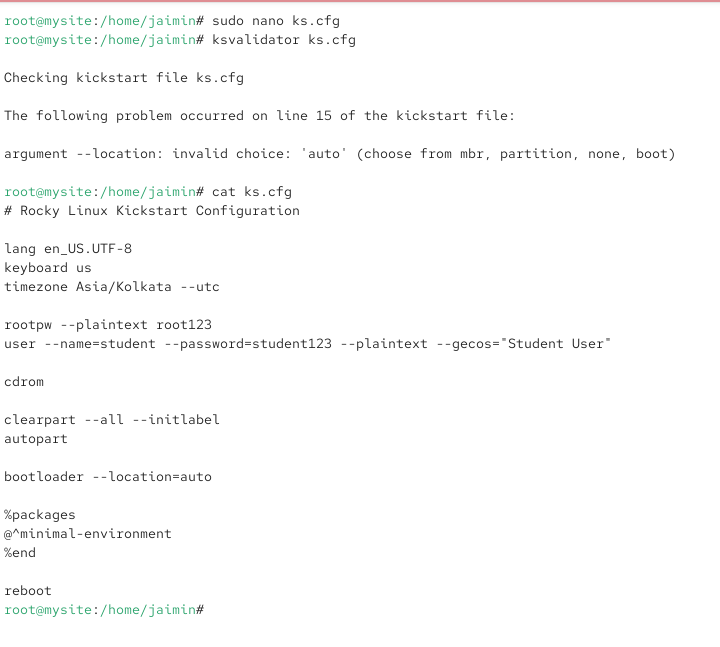 root@mysite:/home/jaimin# sudo nano ks.cfg
root@mysite:/home/jaimin# ksvalidator ks.cfg
Checking kickstart file ks.cfg
The following problem occurred on line 15 of the kickstart file:
argument --location: invalid choice: 'auto' (choose from mbr, partition, none, boot)
root@mysite:/home/jaimin# cat ks.cfg
# Rocky Linux Kickstart Configuration
lang en_US.UTF-8
keyboard us
timezone Asia/Kolkata --utc
rootpw --plaintext root123
user --name=student --password=student123 --plaintext --gecos="Student User"
cdrom
clearpart --all --initlabel
autopart
bootloader --location=auto
%packages
@^minimal-environment
%end
reboot
root@mysite:/home/jaimin#